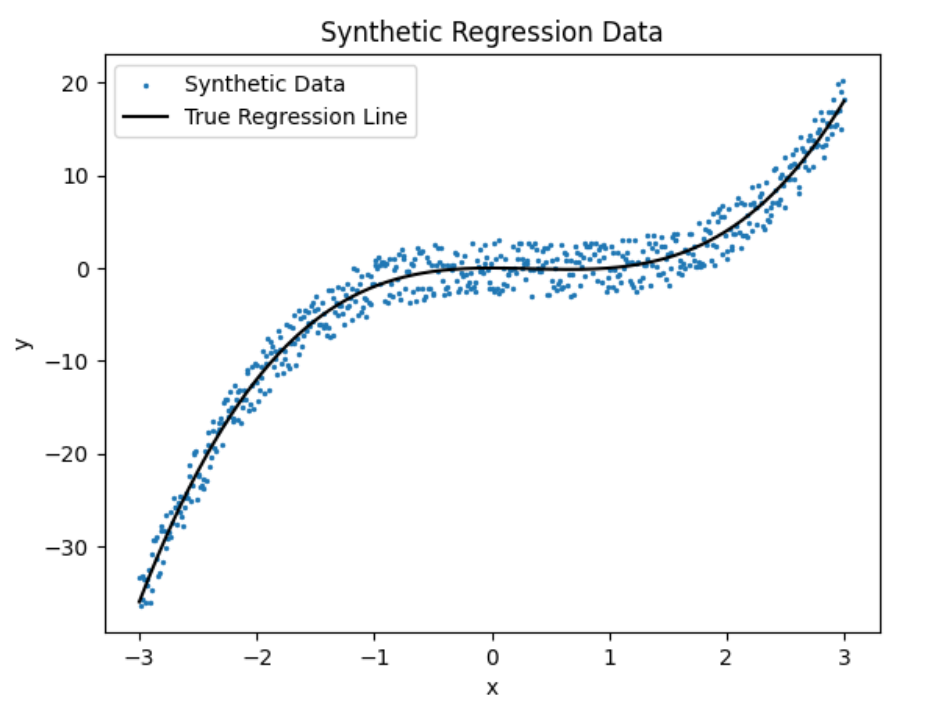 Synthetic Regression Data
Synthetic Data
True Regression Line
20
10
0
−10
−20
−30
y
−3 −2 −1 0 1 2 3
x